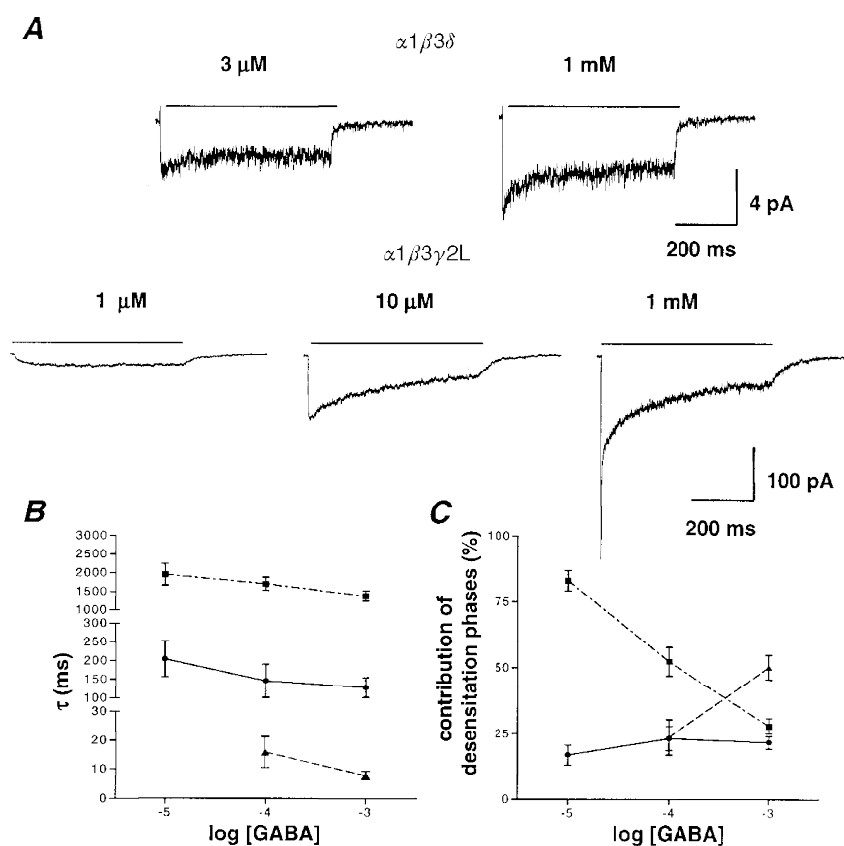 A
α1β3δ
3 µM
1 mM
4 pA
200 ms
α1β3γ2L
1 µM
10 µM
1 mM
100 pA
200 ms
B
3000
2500
2000
1500
1000
300
250
200
150
100
30
20
10
0
τ (ms)
-5
-4
-3
log [GABA]
C
contribution of
desensitation phases (%)
100
75
50
25
0
-5
-4
-3
log [GABA]